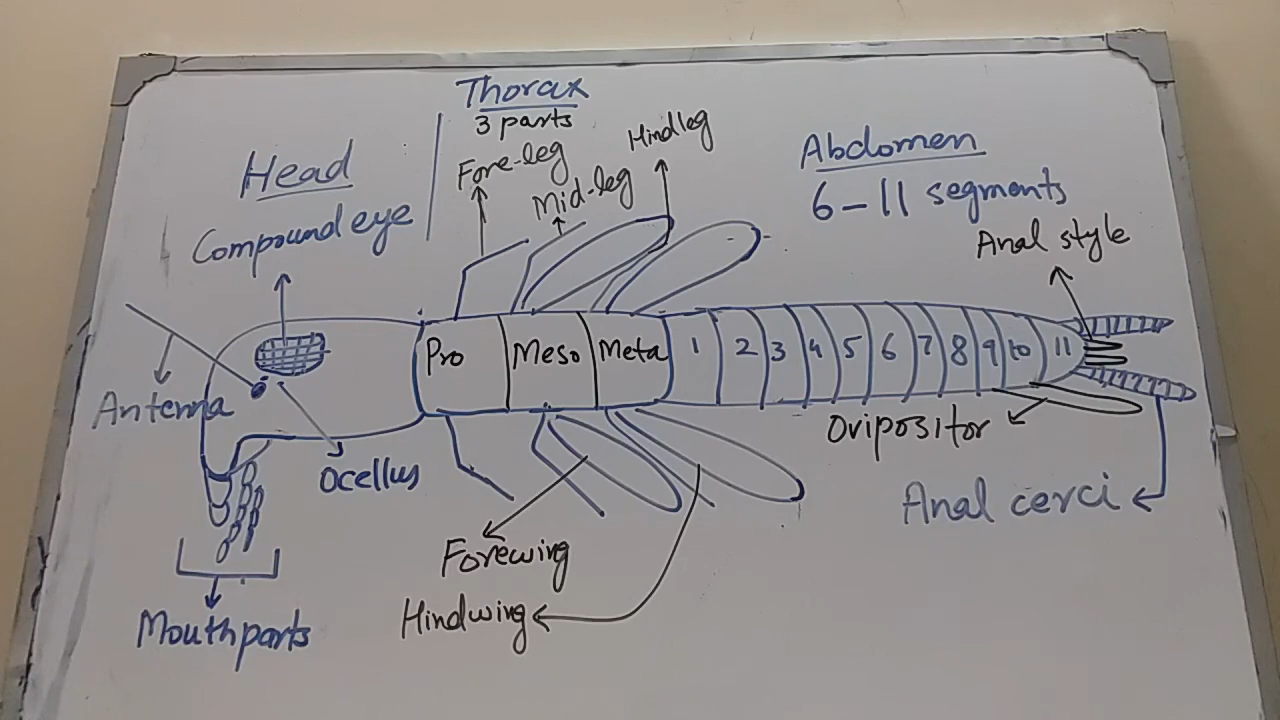 Thorax
3 parts
Head
Abdomen
6-11 segments
Compound eye
Fore-leg
Mid-leg
Hindleg
Anal style
Antenna
Pro
Meso
Meta
1
2
3
4
5
6
7
8
9
10
11
Ocellus
Ovipositor
Anal cerci
Forewing
Hindwing
Mouthparts